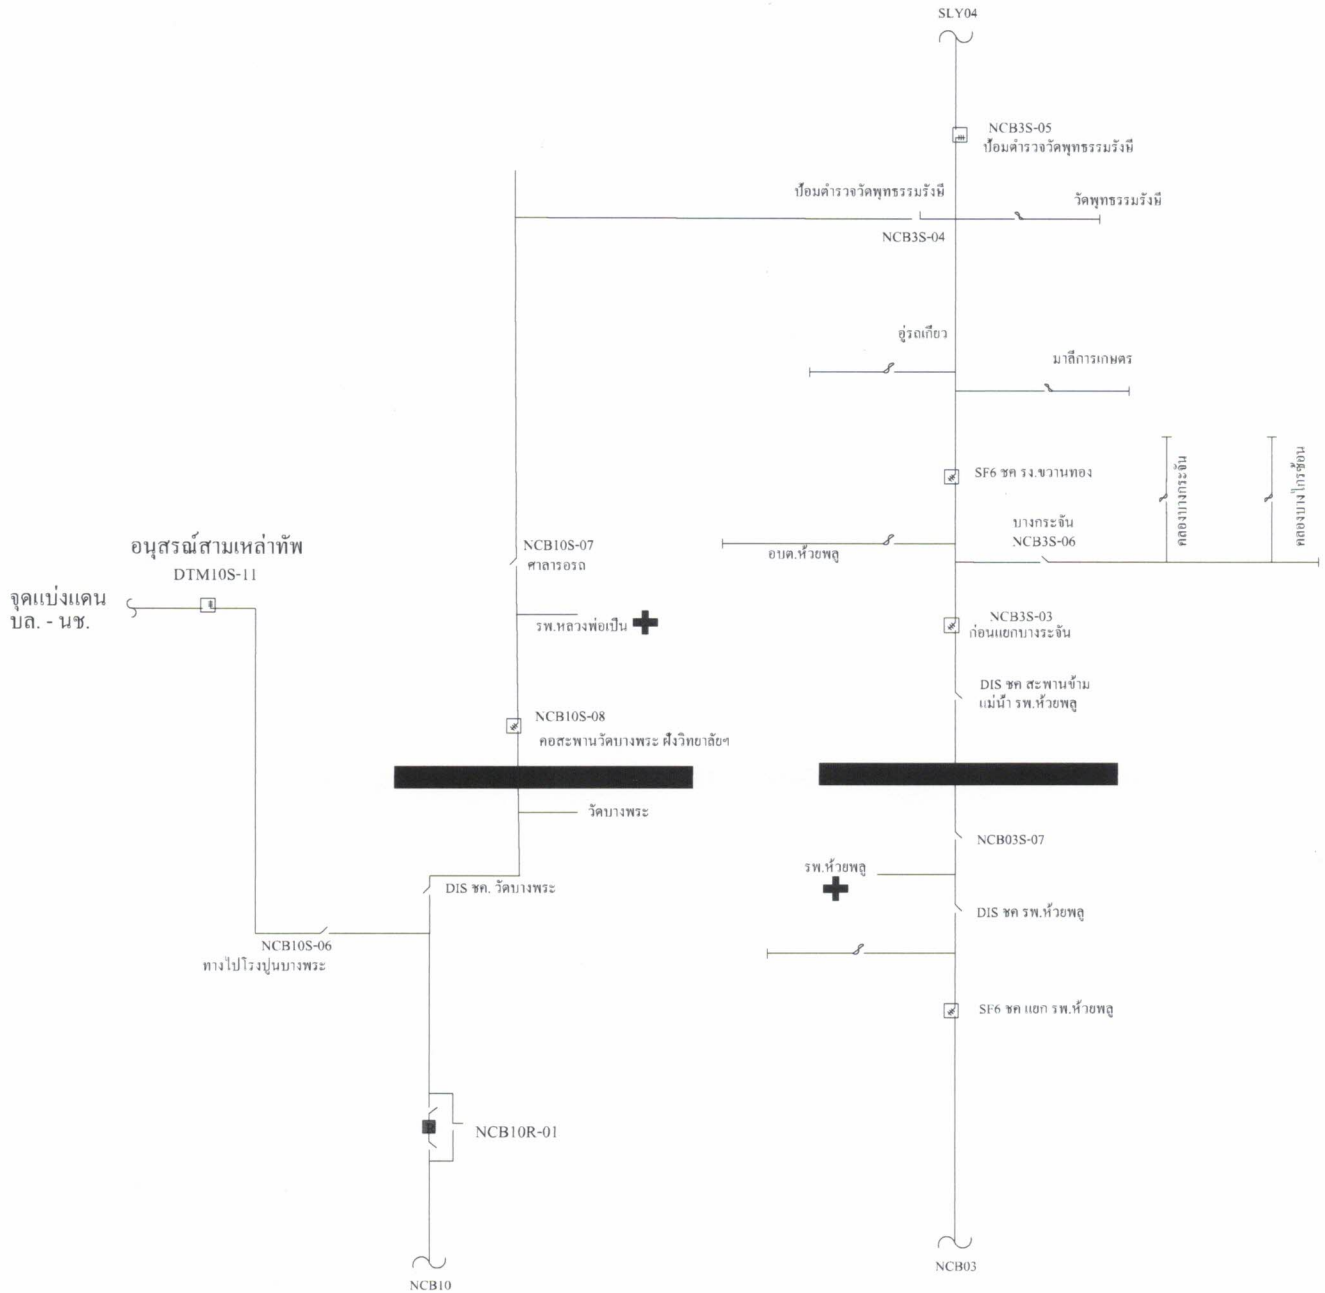 SLY04
NCB3S-05
ป้อมตำรวจวัดพุทธรรมรังษี
ป้อมตำรวจวัดพุทธรรมรังษี
วัดพุทธธรรมรังษี
NCB3S-04
อู่รถเกียว
มาลีการเกษตร
SF6 ชค รง.ขวานทอง
คลองบางกระจัน
คลองบางไกรซ้อน
บางกระจัน
NCB3S-06
อบต.ห้วยพลู
อนุสรณ์สามเหล่าทัพ
DTM10S-11
จุดแบ่งแดน
บล. - นช.
NCB10S-07
ศาลารอรถ
รพ.หลวงพ่อเปิ่น
NCB3S-03
ก่อนแยกบางระจัน
DIS ชค สะพานข้าม
แม่น้ำ รพ.ห้วยพลู
NCB10S-08
คอสะพานวัดบางพระ ฝั่งวิทยาลัยฯ
วัดบางพระ
NCB03S-07
รพ.ห้วยพลู
DIS ชค. วัดบางพระ
DIS ชค รพ.ห้วยพลู
NCB10S-06
ทางไปโรงปูนบางพระ
SF6 ชค แยก รพ.ห้วยพลู
R
NCB10R-01
NCB10
NCB03